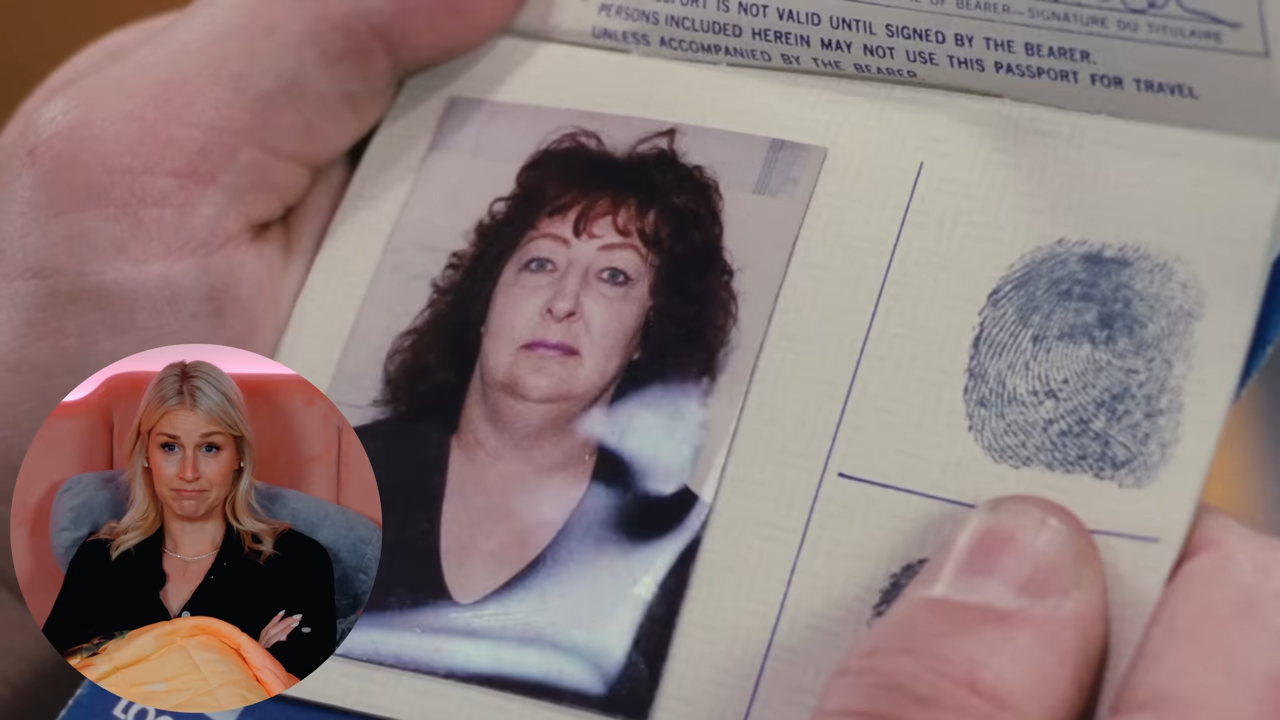 OF BEARER—SIGNATURE DU TITULAIRE
IS NOT VALID UNTIL SIGNED BY THE BEARER.
PERSONS INCLUDED HEREIN MAY NOT USE THIS PASSPORT FOR TRAVEL
UNLESS ACCOMPANIED BY THE BEARER.